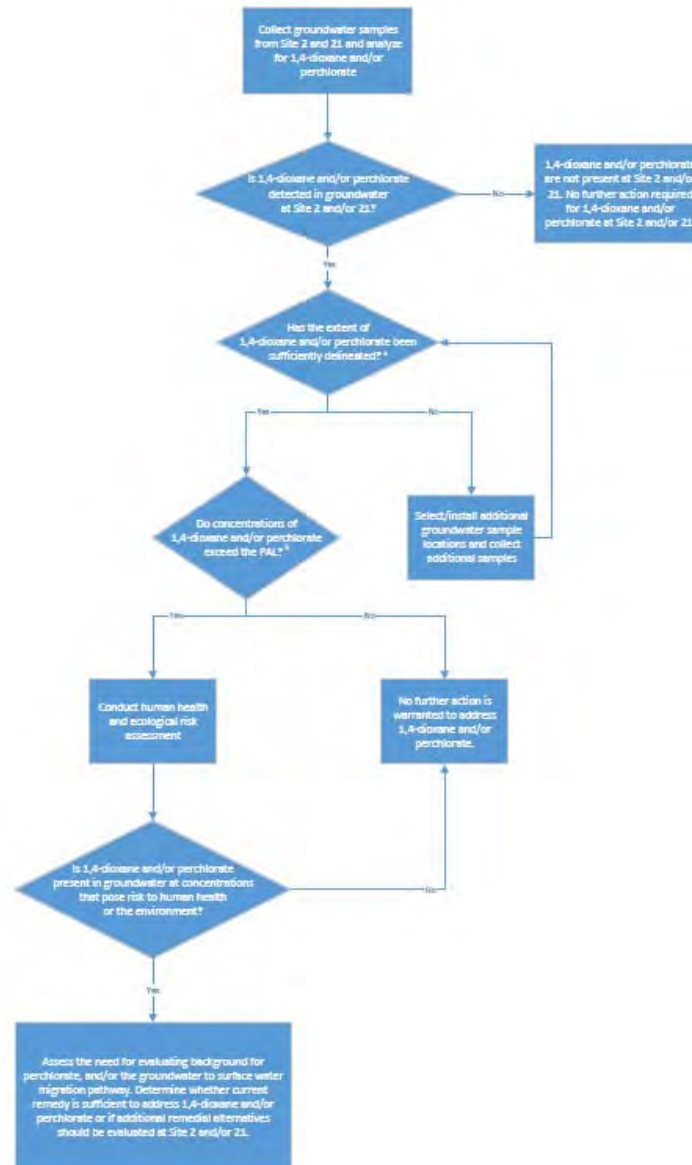 Collect groundwater samples
from Site 2 and 21 and analyze
for 1,4-dioxane and/or
perchlorate
Is 1,4-dioxane and/or perchlorate
detected in groundwater
at Site 2 and/or 21?
No
1,4-dioxane and/or perchlorate
are not present at Site 2 and/or
21. No further action required
for 1,4-dioxane and/or
perchlorate at Site 2 and/or 21
Yes
Has the extent of
1,4-dioxane and/or perchlorate been
sufficiently delineated?
Yes
No
Do concentrations of
1,4-dioxane and/or perchlorate
exceed the PAL?
Select/install additional
groundwater sample
locations and collect
additional samples
Yes
No
Conduct human health
and ecological risk
assessment
No further action is
warranted to address
1,4-dioxane and/or
perchlorate.
Is 1,4-dioxane and/or perchlorate
present in groundwater at concentrations
that pose risk to human health
or the environment?
No
Yes
Assess the need for evaluating background for
perchlorate, and/or the groundwater to surface water
migration pathway. Determine whether current
remedy is sufficient to address 1,4-dioxane and/or
perchlorate or if additional remedial alternatives
should be evaluated at Site 2 and/or 21.